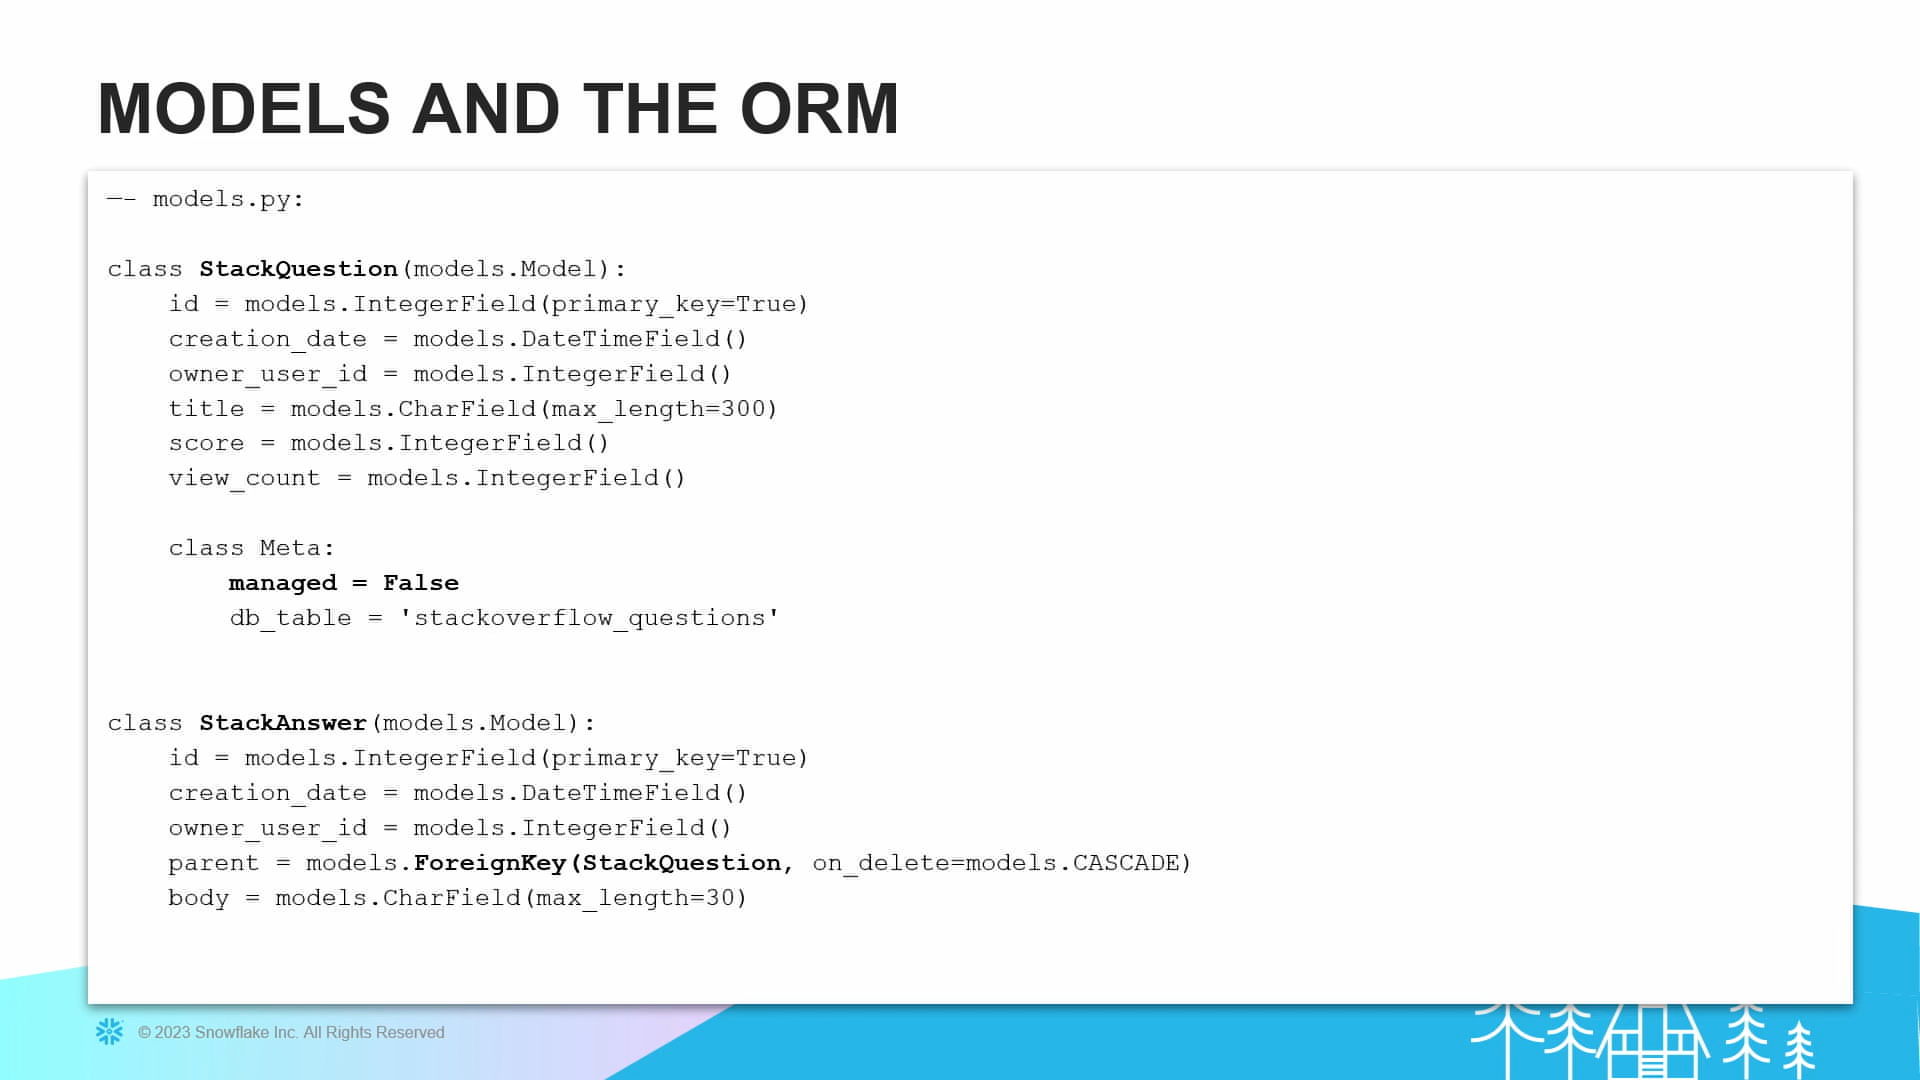 MODELS AND THE ORM
—- models.py:
class StackQuestion(models.Model):
    id = models.IntegerField(primary_key=True)
    creation_date = models.DateTimeField()
    owner_user_id = models.IntegerField()
    title = models.CharField(max_length=300)
    score = models.IntegerField()
    view_count = models.IntegerField()
    class Meta:
        managed = False
        db_table = 'stackoverflow_questions'
class StackAnswer(models.Model):
    id = models.IntegerField(primary_key=True)
    creation_date = models.DateTimeField()
    owner_user_id = models.IntegerField()
    parent = models.ForeignKey(StackQuestion, on_delete=models.CASCADE)
    body = models.CharField(max_length=30)
© 2023 Snowflake Inc. All Rights Reserved